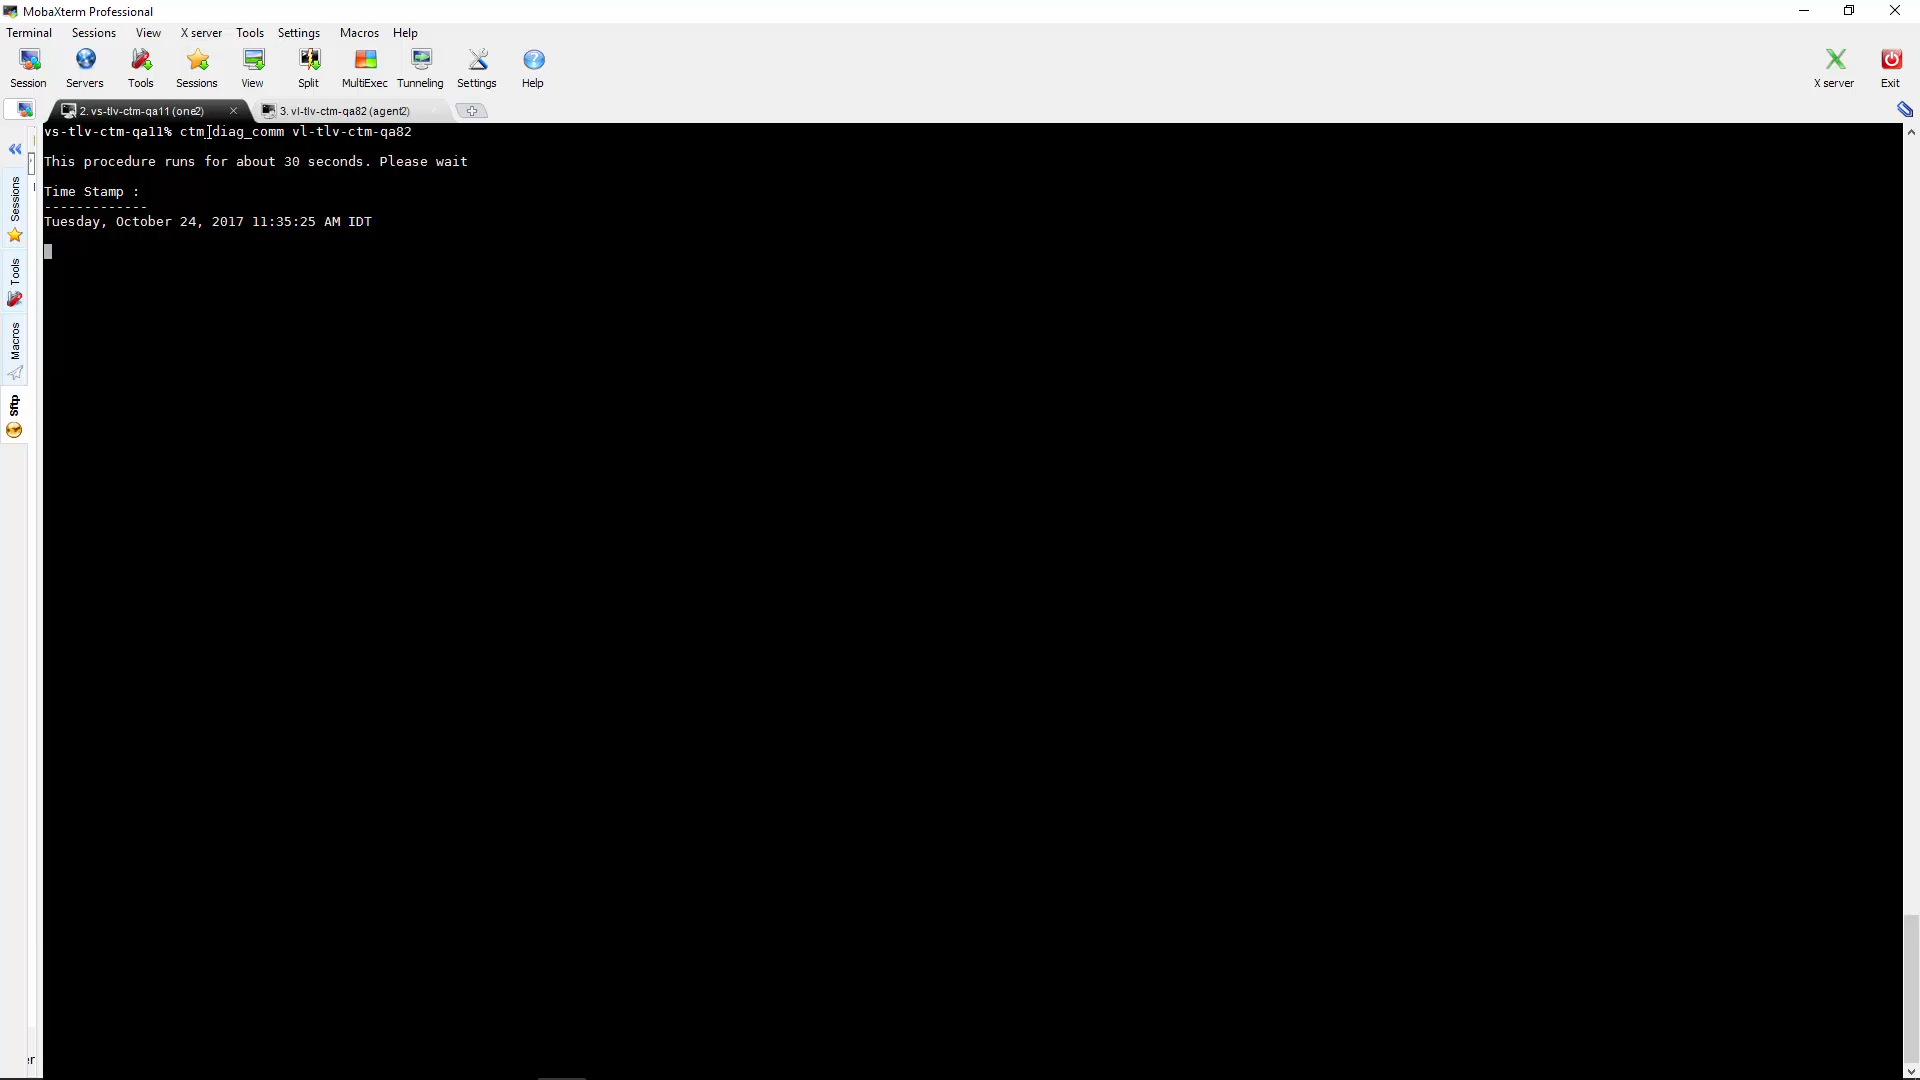 MobaXterm Professional
Terminal Sessions View X server Tools Settings Macros Help
Session Servers Tools Sessions View Split MultiExec Tunneling Settings Help X server Exit
2. vs-tlv-ctm-qa11 (one2) 3. vl-tlv-ctm-qa82 (agent2)
vs-tlv-ctm-qa11% ctm_diag_comm vl-tlv-ctm-qa82
This procedure runs for about 30 seconds. Please wait
Time Stamp :
-------------
Tuesday, October 24, 2017 11:35:25 AM IDT
Sessions
Tools
Macros
Sftp
er